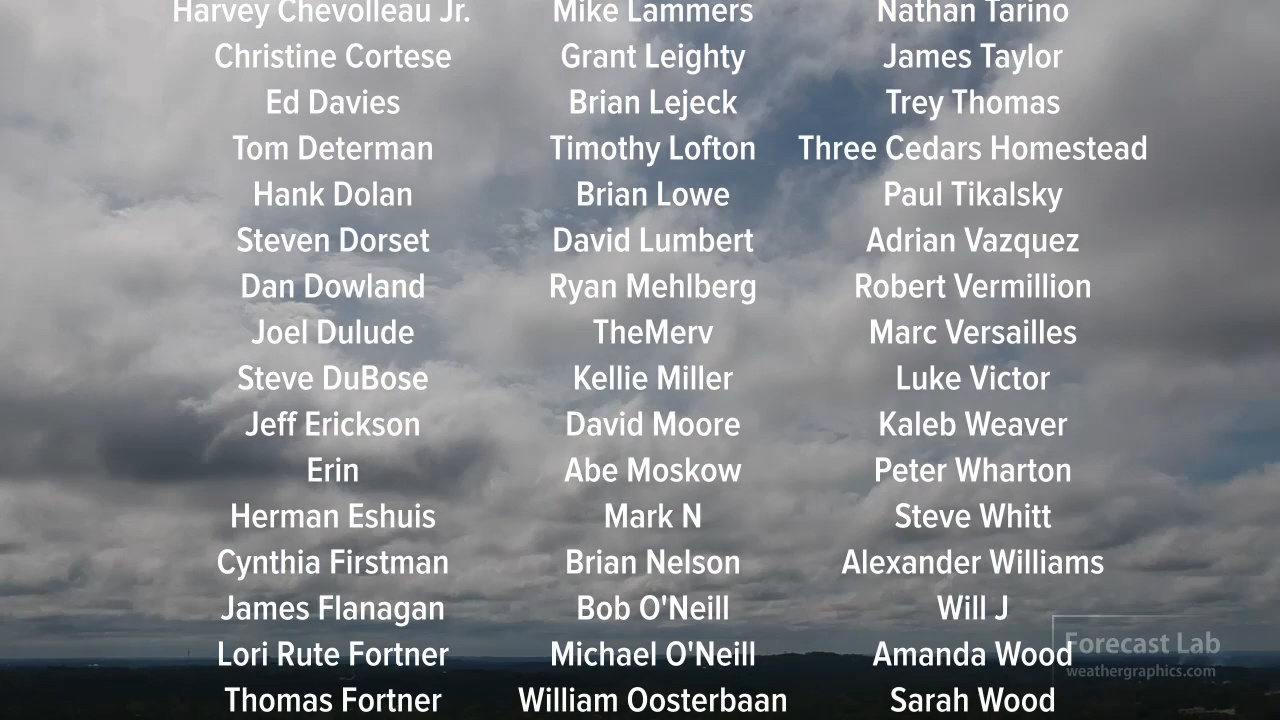 Harvey Chevolleau Jr.
Christine Cortese
Ed Davies
Tom Determan
Hank Dolan
Steven Dorset
Dan Dowland
Joel Dulude
Steve DuBose
Jeff Erickson
Erin
Herman Eshuis
Cynthia Firstman
James Flanagan
Lori Rute Fortner
Thomas Fortner
Mike Lammers
Grant Leighty
Brian Lejeck
Timothy Lofton
Brian Lowe
David Lumbert
Ryan Mehlberg
TheMerv
Kellie Miller
David Moore
Abe Moskow
Mark N
Brian Nelson
Bob O'Neill
Michael O'Neill
William Oosterbaan
Nathan Tarino
James Taylor
Trey Thomas
Three Cedars Homestead
Paul Tikalsky
Adrian Vazquez
Robert Vermillion
Marc Versailles
Luke Victor
Kaleb Weaver
Peter Wharton
Steve Whitt
Alexander Williams
Will J
Amanda Wood
Sarah Wood
Forecast Lab
weathergraphics.com